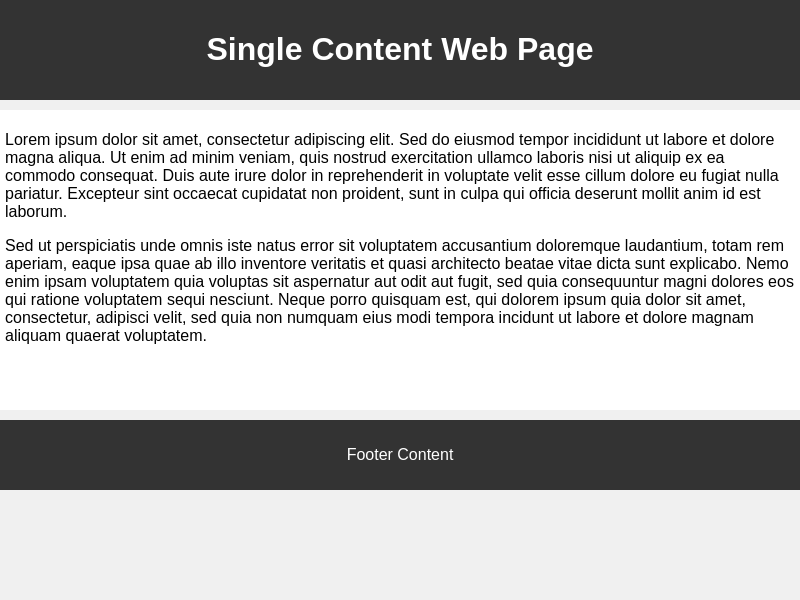 Single Content Web Page
Lorem ipsum dolor sit amet, consectetur adipiscing elit. Sed do eiusmod tempor incididunt ut labore et dolore
magna aliqua. Ut enim ad minim veniam, quis nostrud exercitation ullamco laboris nisi ut aliquip ex ea
commodo consequat. Duis aute irure dolor in reprehenderit in voluptate velit esse cillum dolore eu fugiat nulla
pariatur. Excepteur sint occaecat cupidatat non proident, sunt in culpa qui officia deserunt mollit anim id est
laborum.
Sed ut perspiciatis unde omnis iste natus error sit voluptatem accusantium doloremque laudantium, totam rem
aperiam, eaque ipsa quae ab illo inventore veritatis et quasi architecto beatae vitae dicta sunt explicabo. Nemo
enim ipsam voluptatem quia voluptas sit aspernatur aut odit aut fugit, sed quia consequuntur magni dolores eos
qui ratione voluptatem sequi nesciunt. Neque porro quisquam est, qui dolorem ipsum quia dolor sit amet,
consectetur, adipisci velit, sed quia non numquam eius modi tempora incidunt ut labore et dolore magnam
aliquam quaerat voluptatem.
Footer Content